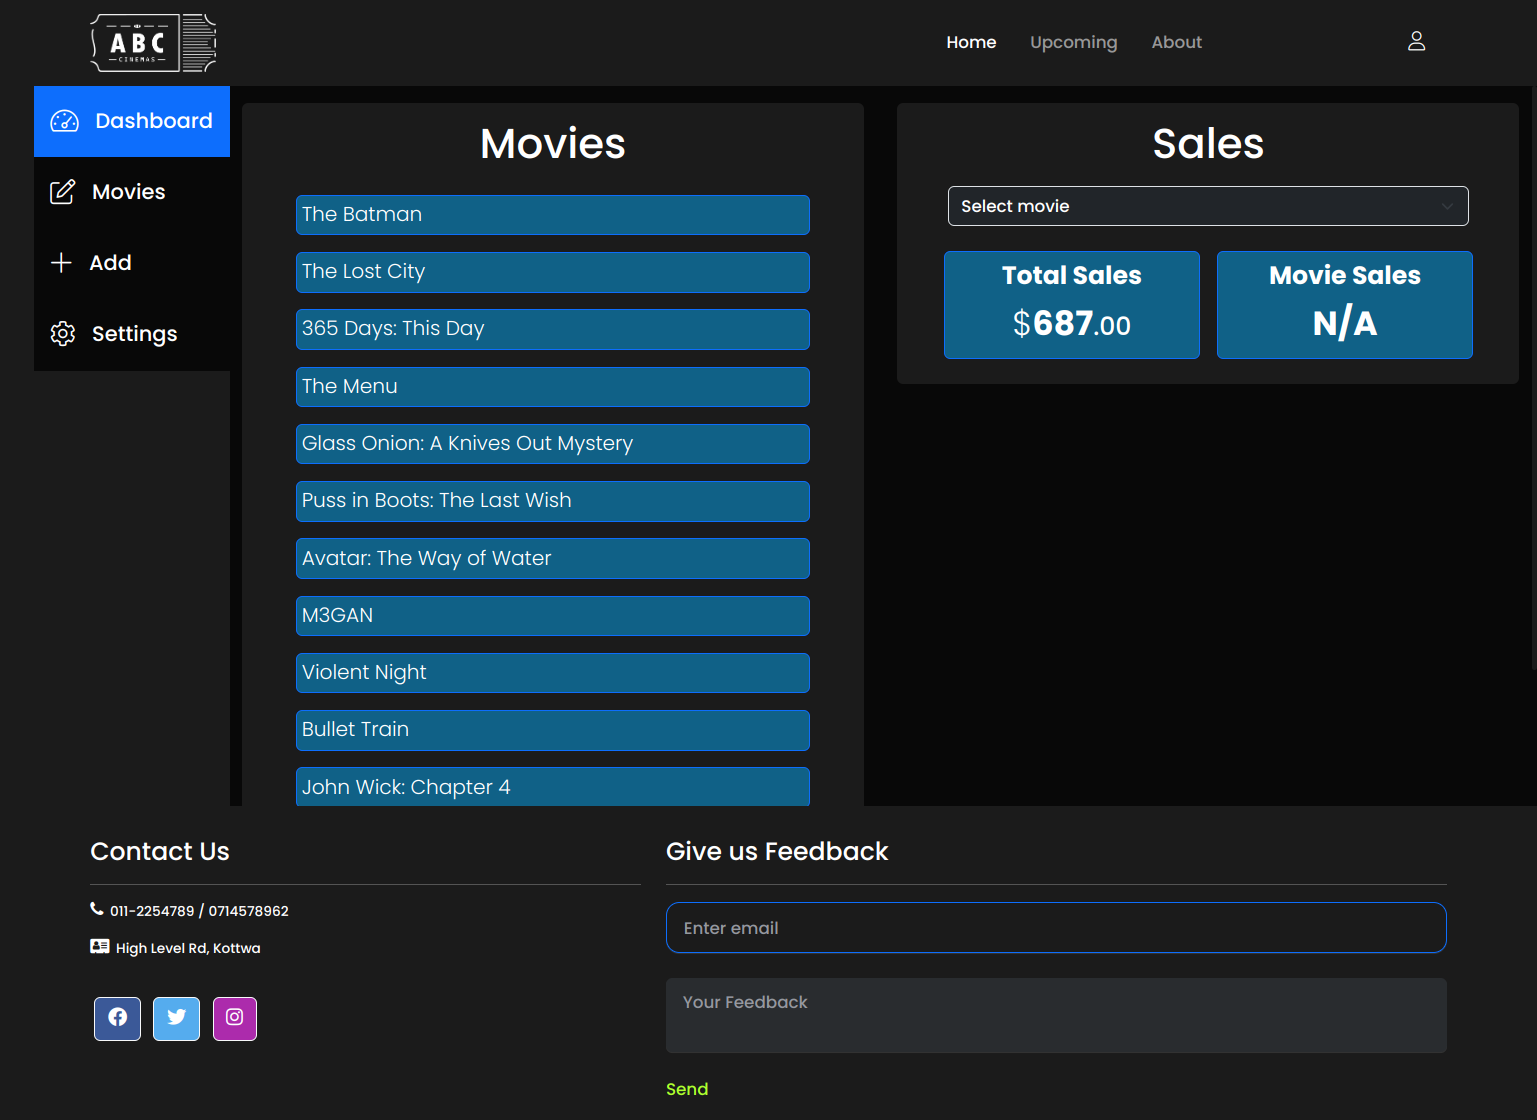 ABC
CINEMAS
Home
Upcoming
About
Dashboard
Movies
Add
Settings
Movies
The Batman
The Lost City
365 Days: This Day
The Menu
Glass Onion: A Knives Out Mystery
Puss in Boots: The Last Wish
Avatar: The Way of Water
M3GAN
Violent Night
Bullet Train
John Wick: Chapter 4
Sales
Select movie
Total Sales
$687.00
Movie Sales
N/A
Contact Us
011-2254789 / 0714578962
High Level Rd, Kottwa
Give us Feedback
Enter email
Your Feedback
Send